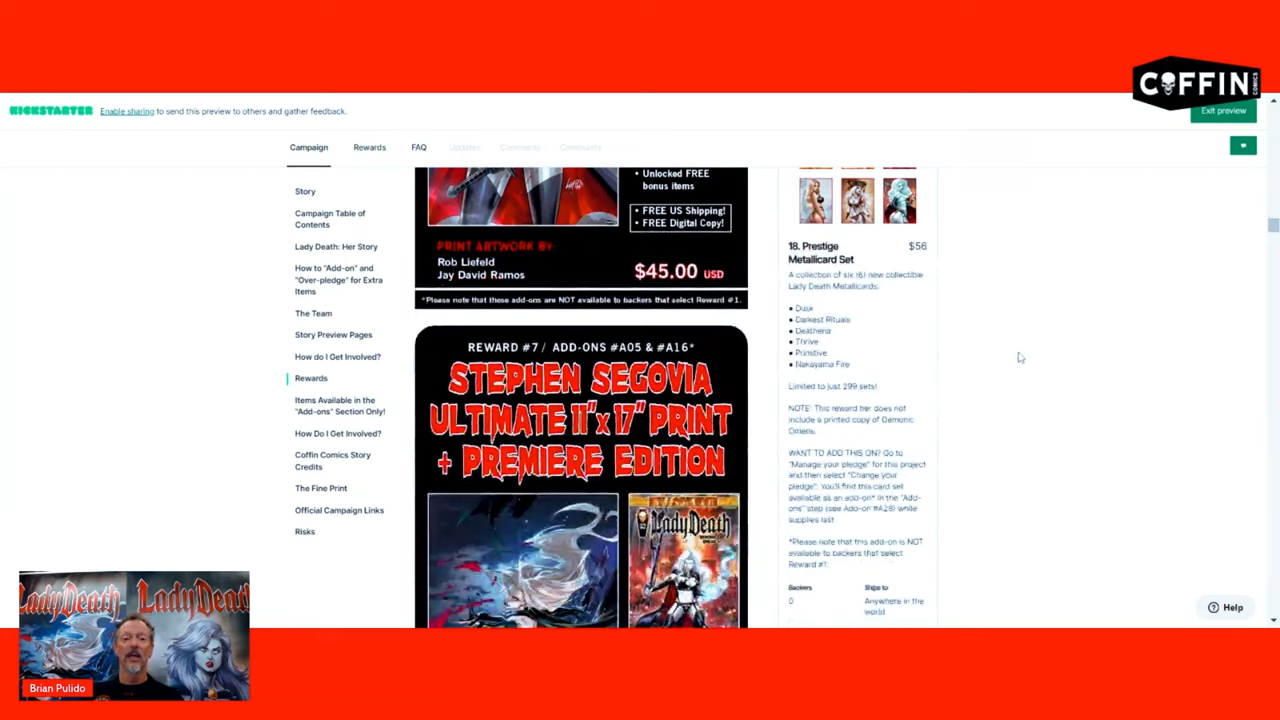 COFFIN COMICS
KICKSTARTER Enable sharing to send this preview to others and gather feedback.
Exit preview
Campaign Rewards FAQ Updates Comments Community
Story
Campaign Table of
Contents
Lady Death: Her Story
How to "Add-on" and
"Over-pledge" for Extra
Items
The Team
Story Preview Pages
How do I Get Involved?
Rewards
Items Available in the
"Add-ons" Section Only!
How Do I Get Involved?
Coffin Comics Story
Credits
The Fine Print
Official Campaign Links
Risks
• Unlocked FREE
bonus items
• FREE US Shipping!
• FREE Digital Copy!
PRINT ARTWORK BY:
Rob Liefeld
Jay David Ramos
$45.00 USD
*Please note that these add-ons are NOT available to backers that select Reward #1.
REWARD #7 / ADD-ONS #A05 & #A16*
STEPHEN SEGOVIA
ULTIMATE 11"x17" PRINT
+ PREMIERE EDITION
LadyDeath
18. Prestige $56
Metallicard Set
A collection of six (6) new collectible
Lady Death Metallicards:
• Dusk
• Darkest Rituals
• Deatheria
• Thrive
• Primitive
• Nakayama Fire
Limited to just 299 sets!
NOTE: This reward tier does not
include a printed copy of Demonic
Omens.
WANT TO ADD THIS ON? Go to
"Manage your pledge" for this project
and then select "Change your
pledge". You'll find this card set
available as an add-on* in the "Add-
ons" step (see Add-on #A28) while
supplies last.
*Please note that this add-on is NOT
available to backers that select
Reward #1.
Backers Ships to
0 Anywhere in the
world
Help
LadyDeath LadyDeath
Brian Pulido